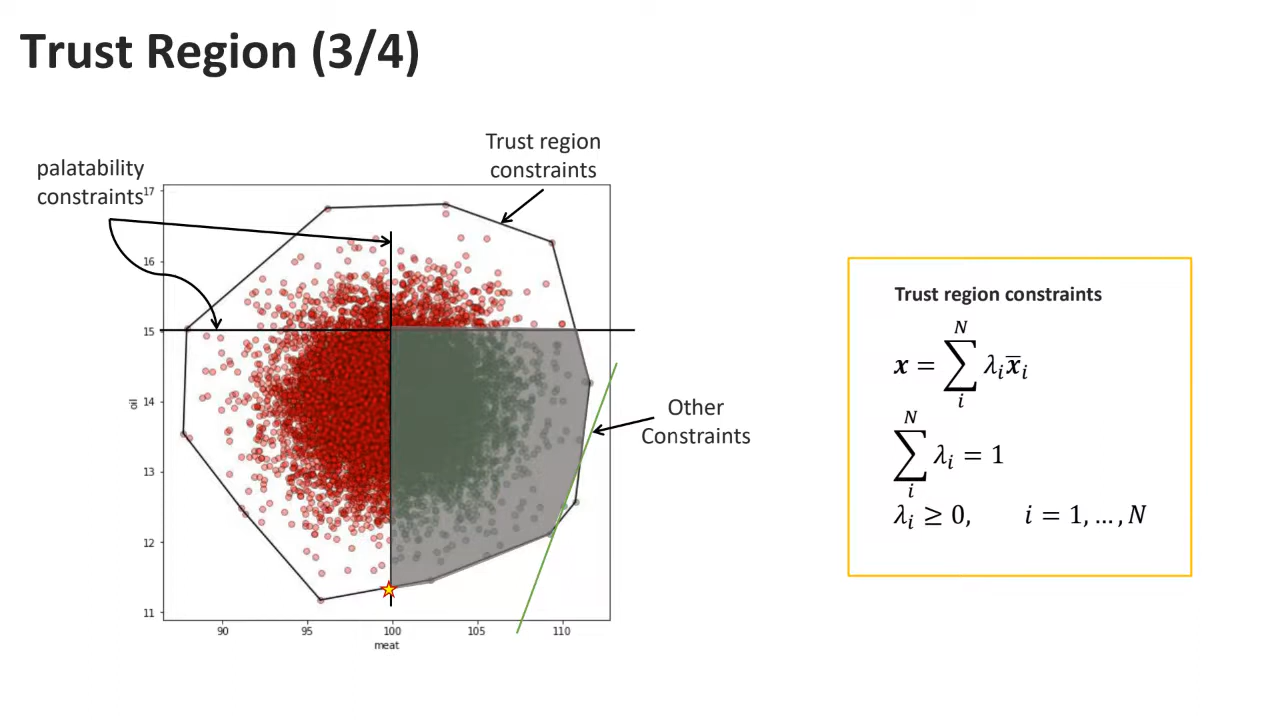 Trust Region (3/4)
Trust region
constraints
palatability
constraints
17
16
15
14
13
12
11
oil
90
95
100
105
110
meat
Other
Constraints
Trust region constraints
𝒙 = ∑_i^N λ_i x̅_i
∑_i^N λ_i = 1
λ_i ≥ 0, i = 1, … , N